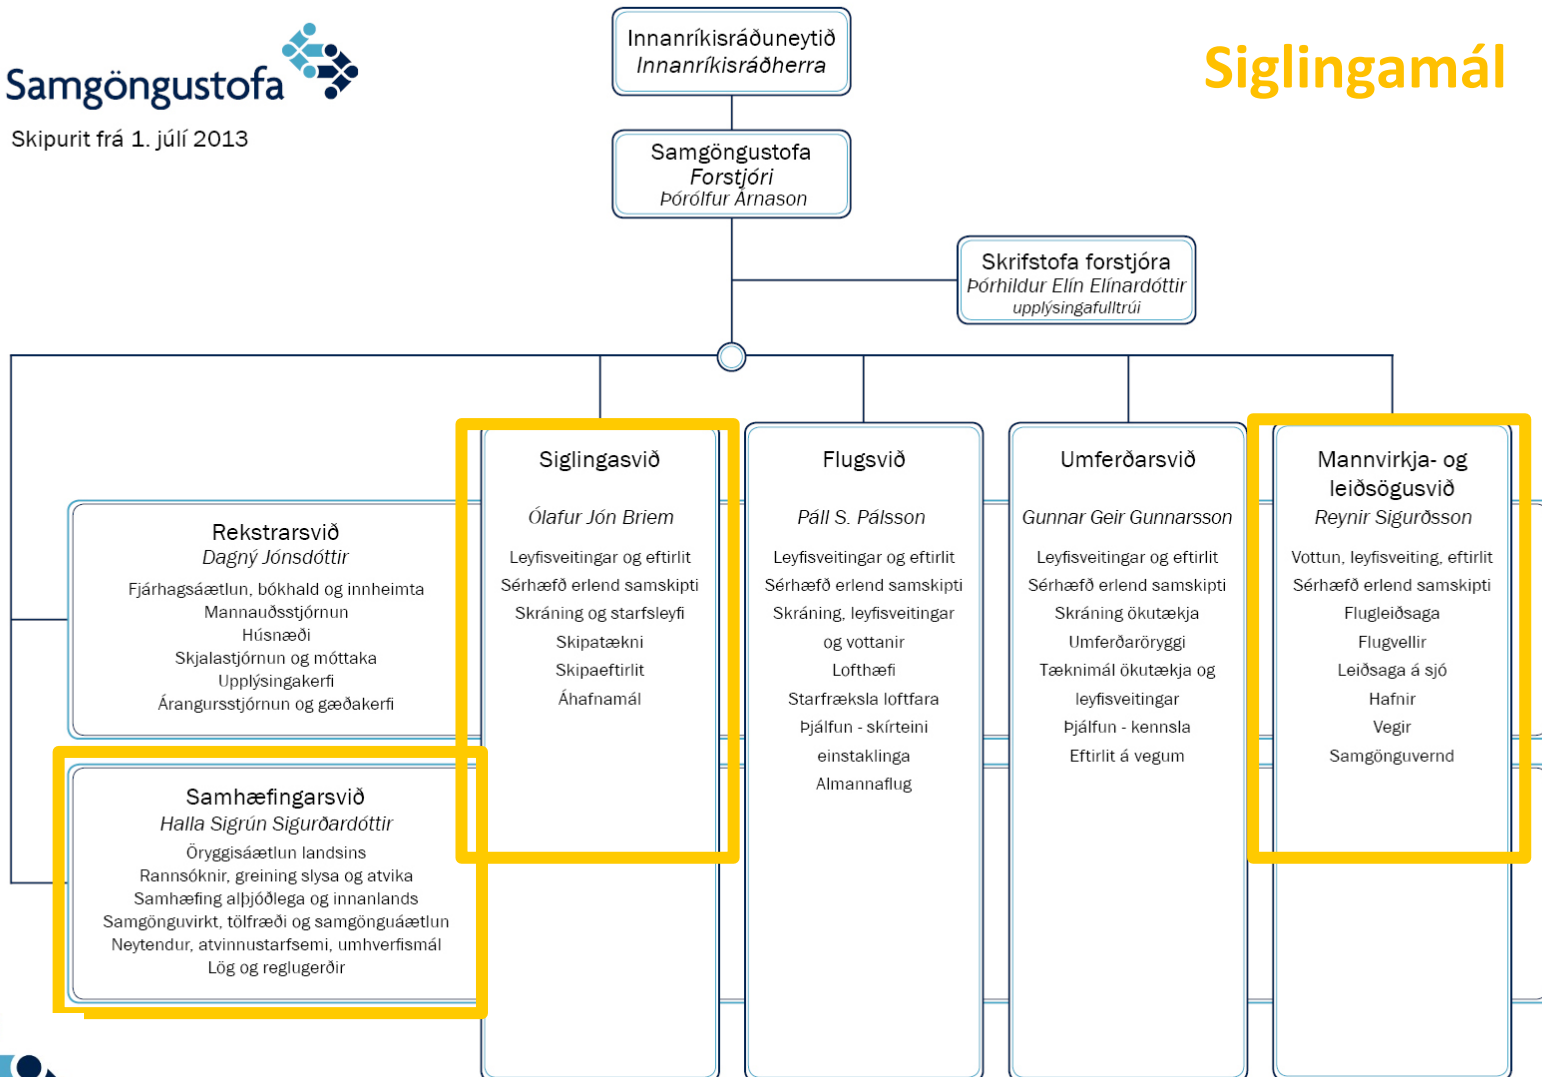 Samgöngustofa
Skipurit frá 1. júlí 2013
Siglingamál
Innanríkisráðuneytið
Innanríkisráðherra
Samgöngustofa
Forstjóri
Þórólfur Árnason
Skrifstofa forstjóra
Þórhildur Elín Elínardóttir
upplýsingafulltrúi
Rekstrarsvið
Dagný Jónsdóttir
Fjárhagsáætlun, bókhald og innheimta
Mannauðsstjórnun
Húsnæði
Skjalastjórnun og móttaka
Upplýsingakerfi
Árangursstjórnun og gæðakerfi
Samhæfingarsvið
Halla Sigrún Sigurðardóttir
Öryggisáætlun landsins
Rannsóknir, greining slysa og atvika
Samhæfing alþjóðlega og innanlands
Samgönguvirkt, tölfræði og samgönguáætlun
Neytendur, atvinnustarfsemi, umhverfismál
Lög og reglugerðir
Siglingasvið
Ólafur Jón Briem
Leyfisveitingar og eftirlit
Sérhæfð erlend samskipti
Skráning og starfsleyfi
Skipatækni
Skipaeftirlit
Áhafnamál
Flugsvið
Páll S. Pálsson
Leyfisveitingar og eftirlit
Sérhæfð erlend samskipti
Skráning, leyfisveitingar
og vottanir
Lofthæfi
Starfræksla loftfara
Þjálfun - skírteini
einstaklinga
Almannaflug
Umferðarsvið
Gunnar Geir Gunnarsson
Leyfisveitingar og eftirlit
Sérhæfð erlend samskipti
Skráning ökutækja
Umferðaröryggi
Tæknimál ökutækja og
leyfisveitingar
Þjálfun - kennsla
Eftirlit á vegum
Mannvirkja- og
leiðsögusvið
Reynir Sigurðsson
Vottun, leyfisveiting, eftirlit
Sérhæfð erlend samskipti
Flugleiðsaga
Flugvellir
Leiðsaga á sjó
Hafnir
Vegir
Samgönguvernd